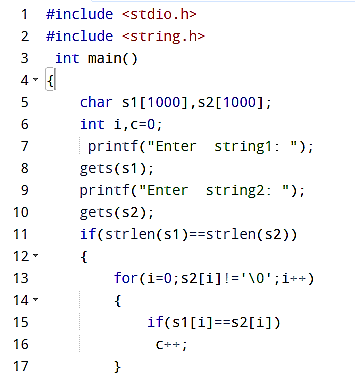 1 #include <stdio.h>
2 #include <string.h>
3 int main()
4 {
5 char s1[1000],s2[1000];
6 int i,c=0;
7 printf("Enter  string1: ");
8 gets(s1);
9 printf("Enter  string2: ");
10 gets(s2);
11 if(strlen(s1)==strlen(s2))
12 {
13 for(i=0;s2[i]!='\0';i++)
14 {
15 if(s1[i]==s2[i])
16 c++;
17 }